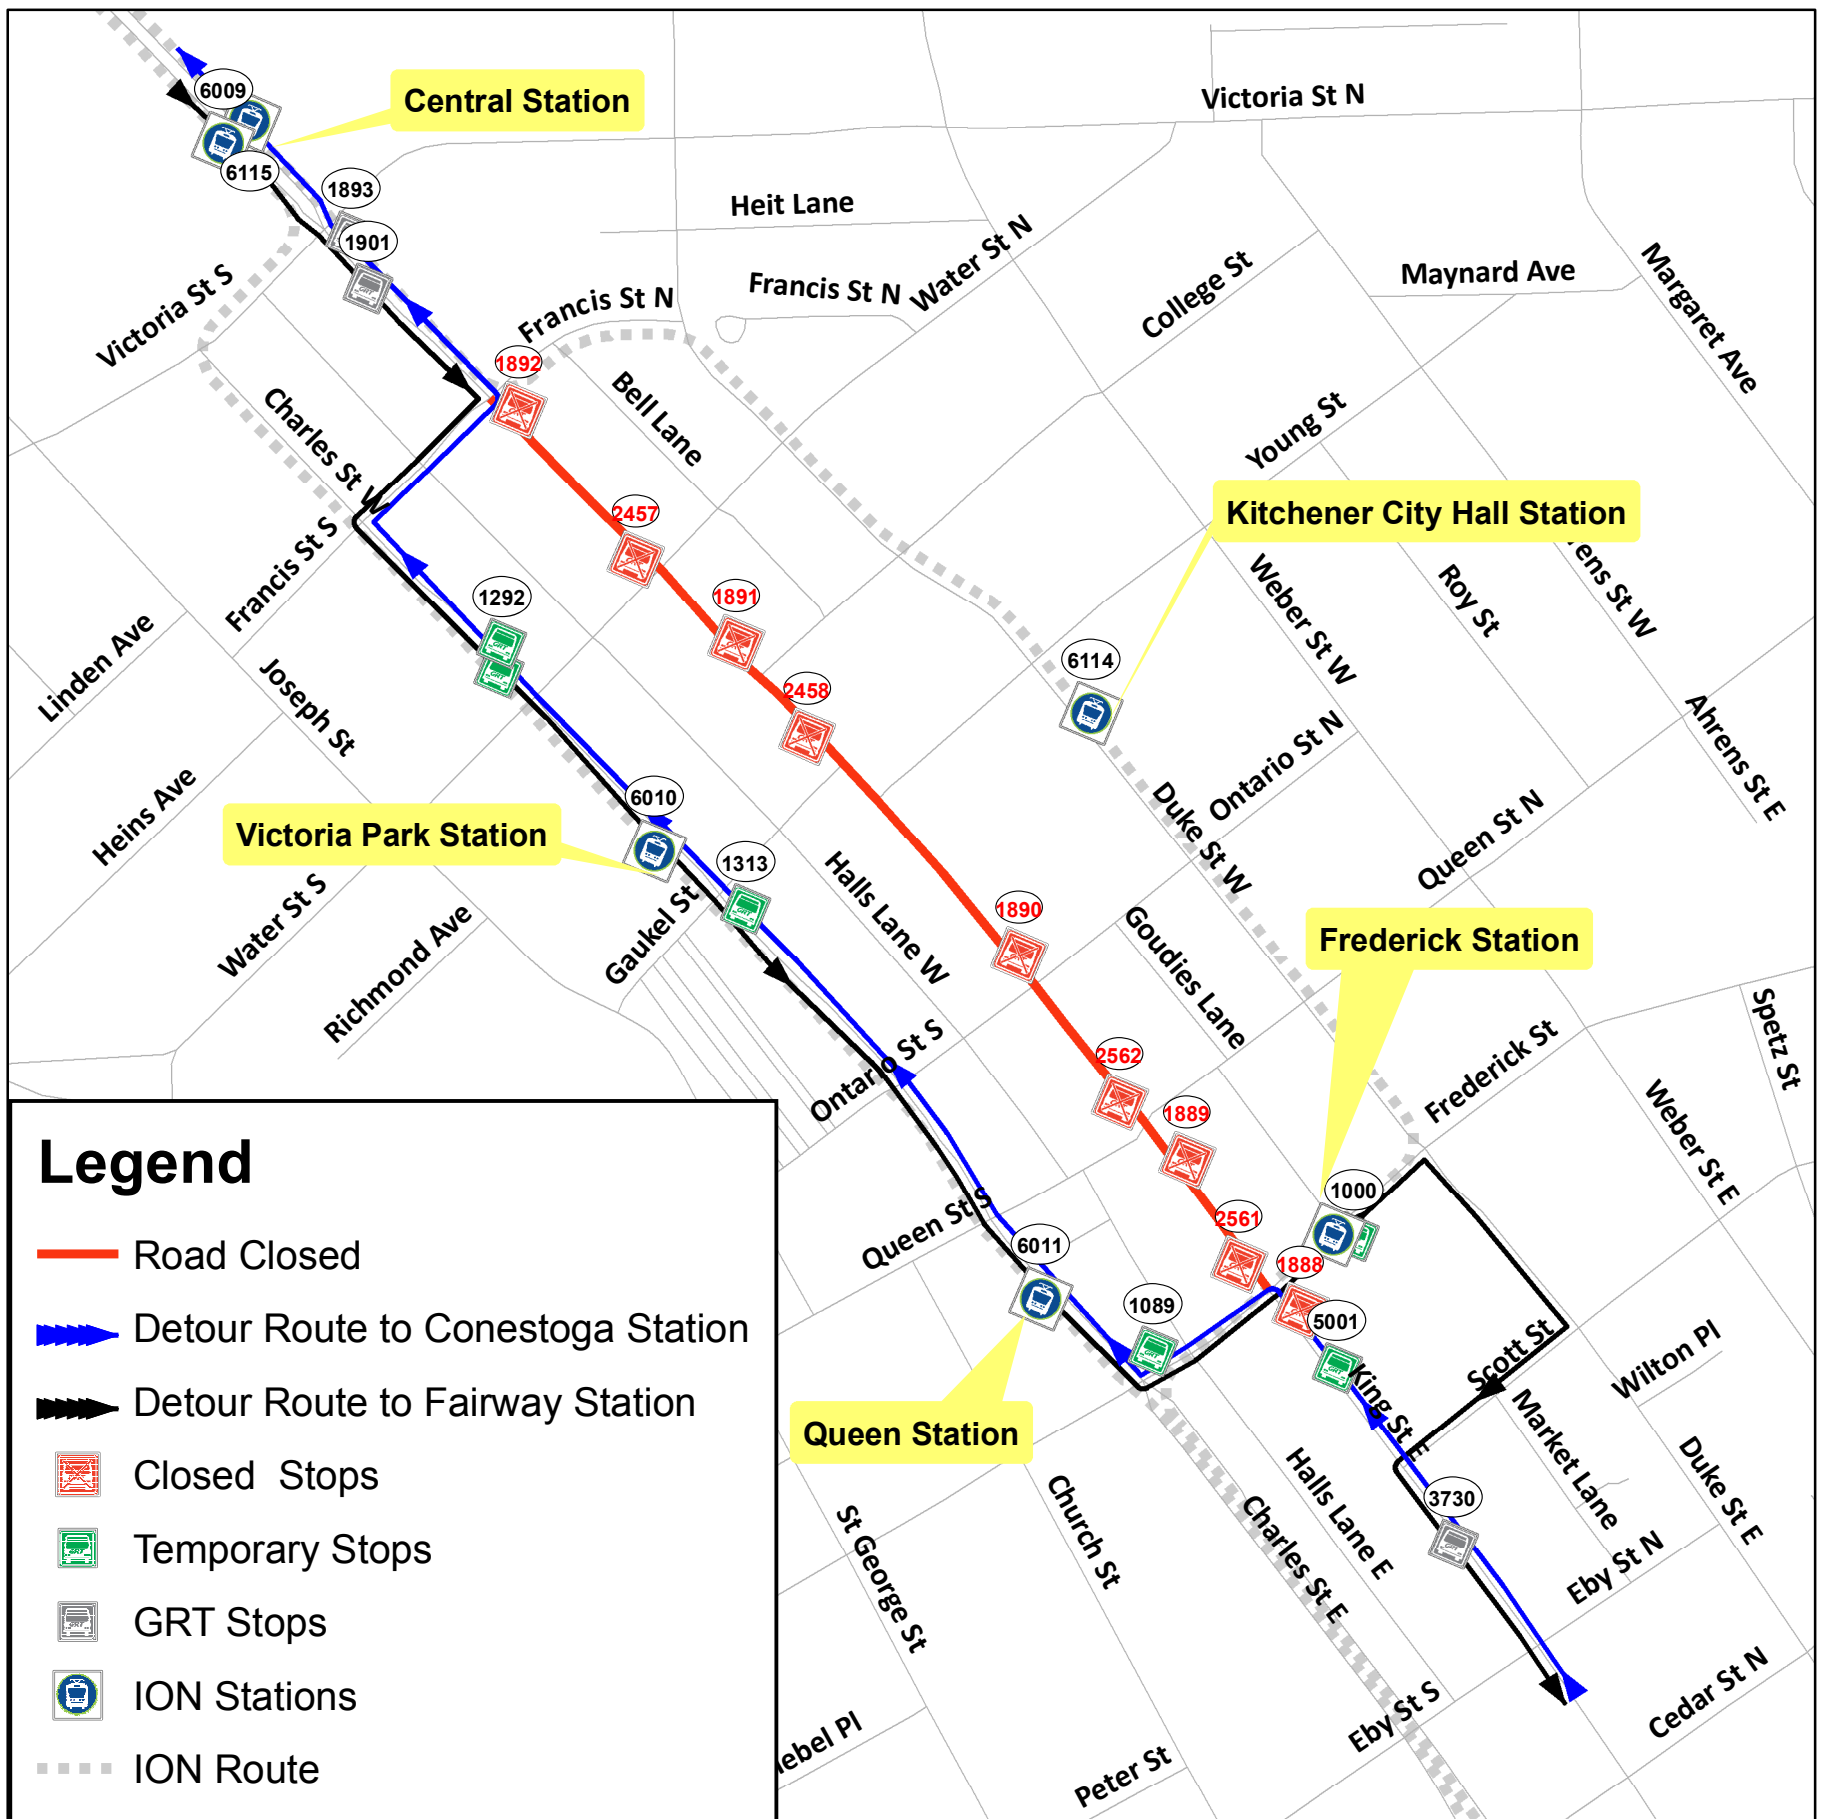 Victoria St N
6009
Central Station
6115
1893
Heit Lane
1901
Water St N
College St
Maynard Ave
Margaret Ave
Victoria St S
Francis St N
Francis St N
1892
Bell Lane
Charles St W
Young St
2457
Kitchener City Hall Station
Francis St S
1891
1292
Weber St W
Roy St
ens St W
Linden Ave
Joseph St
6114
2458
Ahrens St E
Ontario St N
Heins Ave
6010
Victoria Park Station
Duke St W
Queen St N
1313
Halls Lane W
Water St S
Gaukel St
Richmond Ave
1890
Goudies Lane
Frederick Station
Spetz St
Ontario St S
2562
Frederick St
1889
Weber St E
Queen St S
1000
2561
6011
1888
1089
5001
King St E
Scott St
Wilton Pl
Queen Station
Market Lane
Duke St E
3730
Halls Lane E
Church St
Charles St E
St George St
Eby St N
Eby St S
Cedar St N
ebel Pl
Peter St
Legend
Road Closed
Detour Route to Conestoga Station
Detour Route to Fairway Station
Closed Stops
Temporary Stops
GRT Stops
ION Stations
ION Route